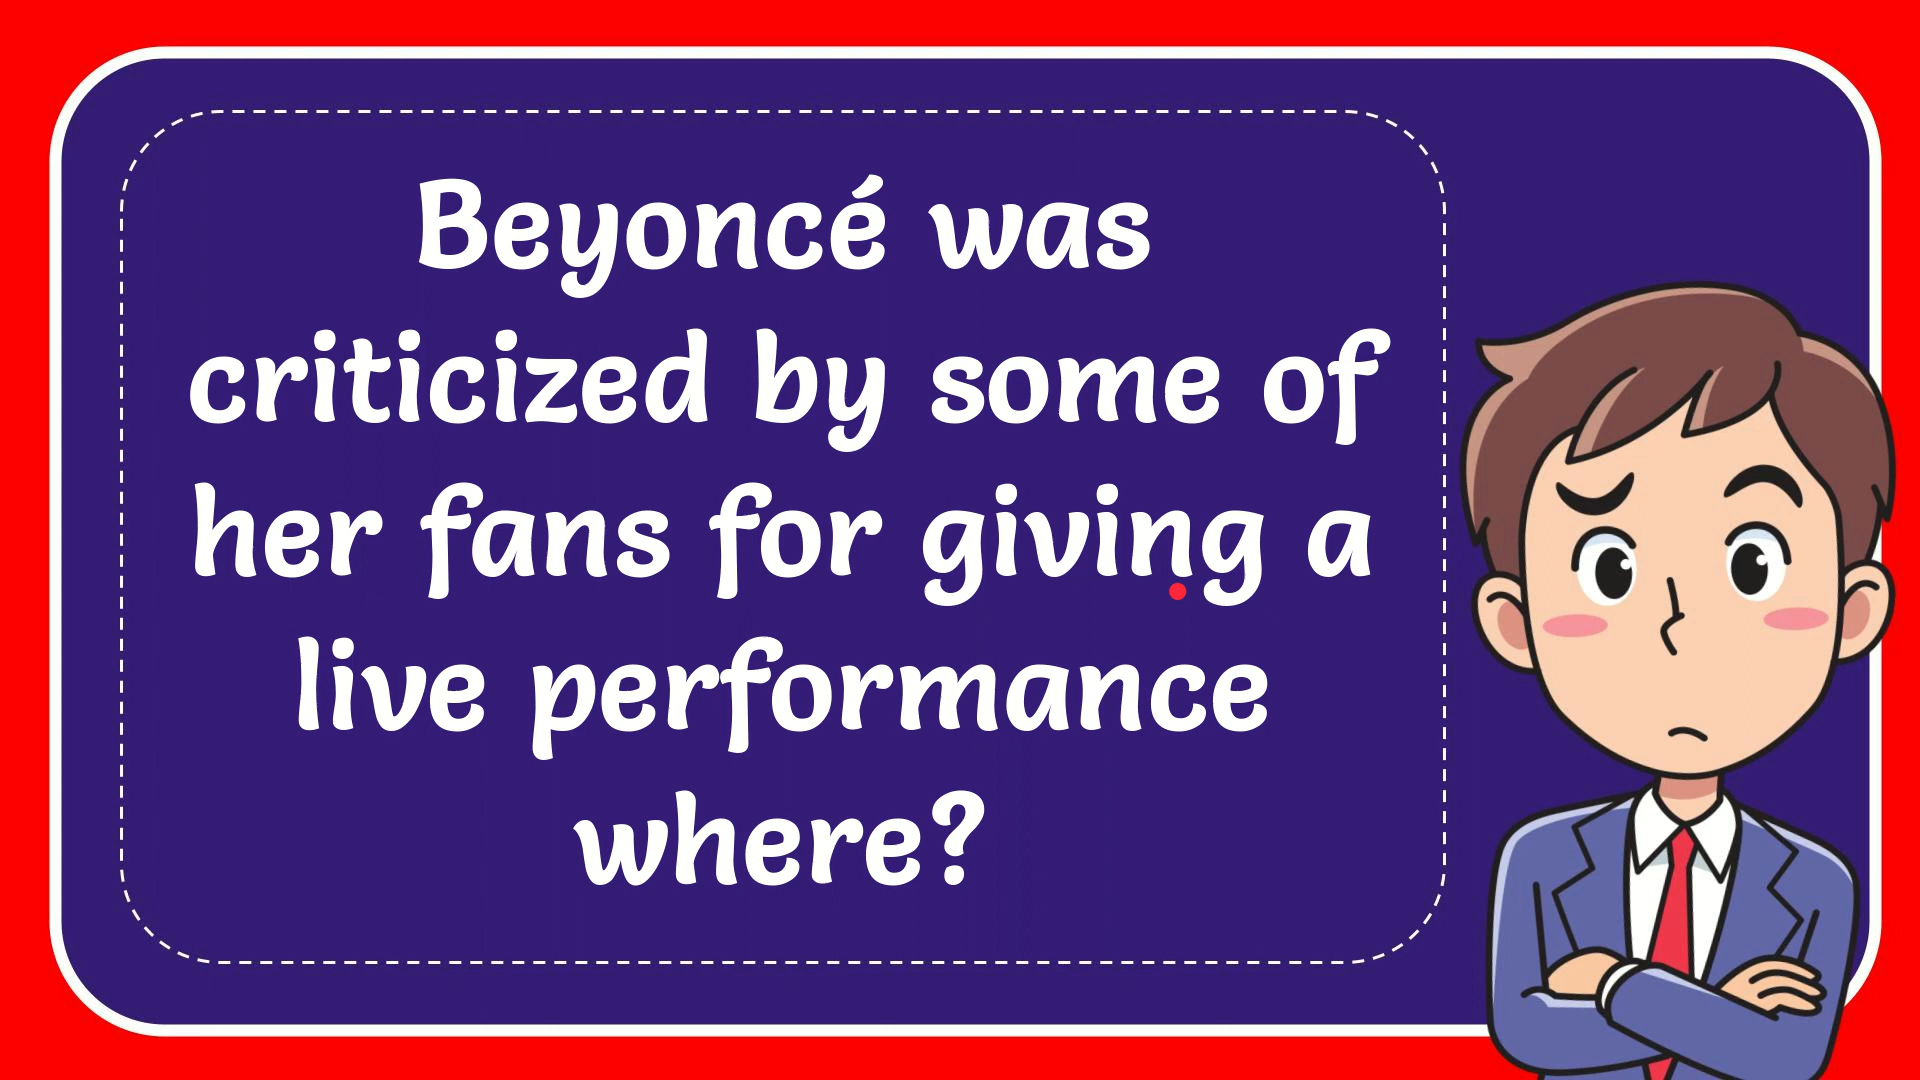 Beyoncé was
criticized by some of
her fans for giving a
live performance
where?